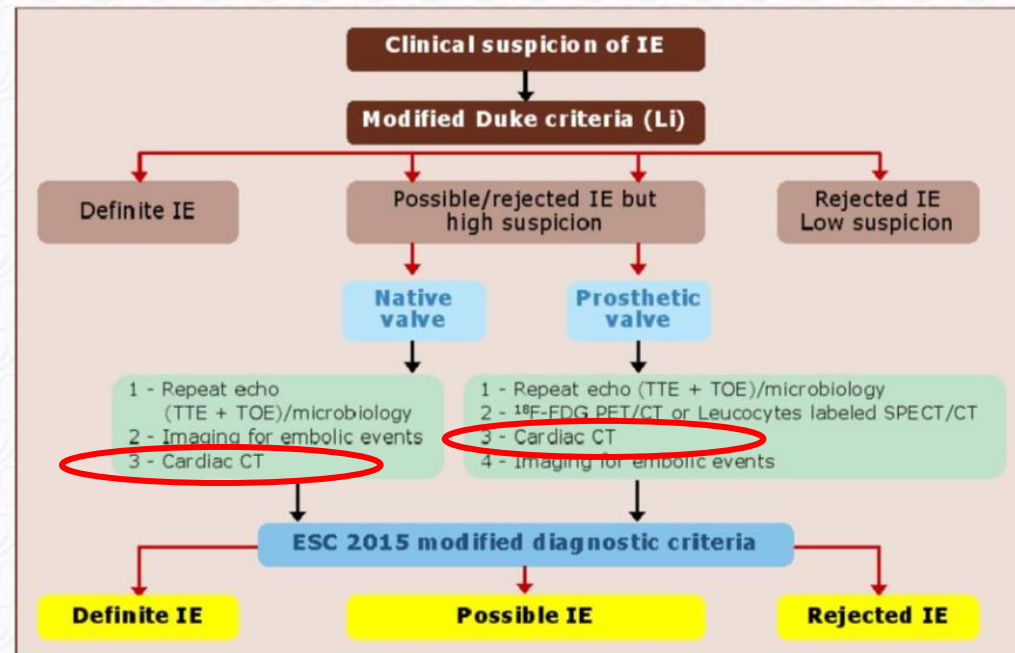 Clinical suspicion of IE
Modified Duke criteria (Li)
Definite IE
Possible/rejected IE but
high suspicion
Rejected IE
Low suspicion
Native
valve
Prosthetic
valve
1 - Repeat echo
(TTE + TOE)/microbiology
2 - Imaging for embolic events
3 - Cardiac CT
1 - Repeat echo (TTE + TOE)/microbiology
2 - ¹⁸F-FDG PET/CT or Leucocytes labeled SPECT/CT
3 - Cardiac CT
4 - Imaging for embolic events
ESC 2015 modified diagnostic criteria
Definite IE
Possible IE
Rejected IE